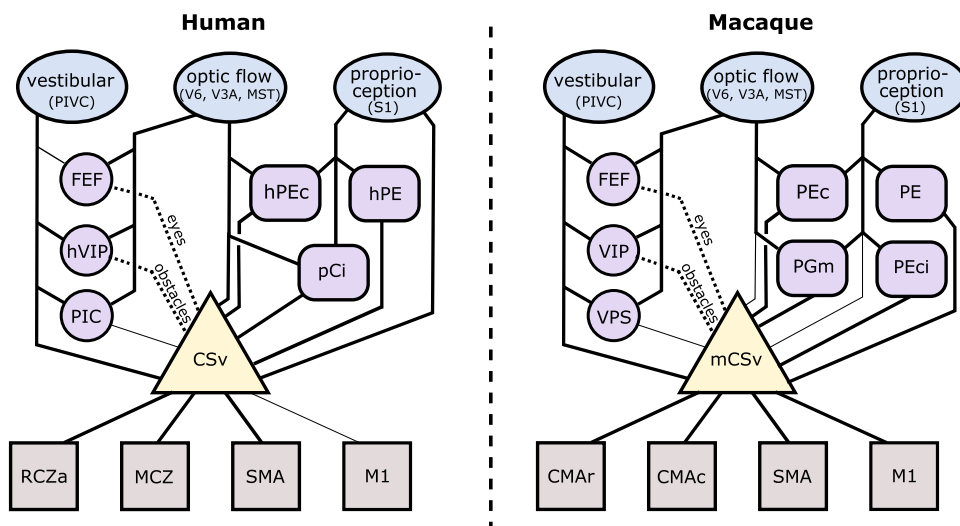 Human
vestibular
(PIVC)
optic flow
(V6, V3A, MST)
proprio-
ception
(S1)
FEF
hPEc
hPE
eyes
hVIP
obstacles
pCi
PIC
CSv
RCZa
MCZ
SMA
M1
Macaque
vestibular
(PIVC)
optic flow
(V6, V3A, MST)
proprio-
ception
(S1)
FEF
PEc
PE
eyes
VIP
obstacles
PGm
PEci
VPS
mCSv
CMAr
CMAc
SMA
M1